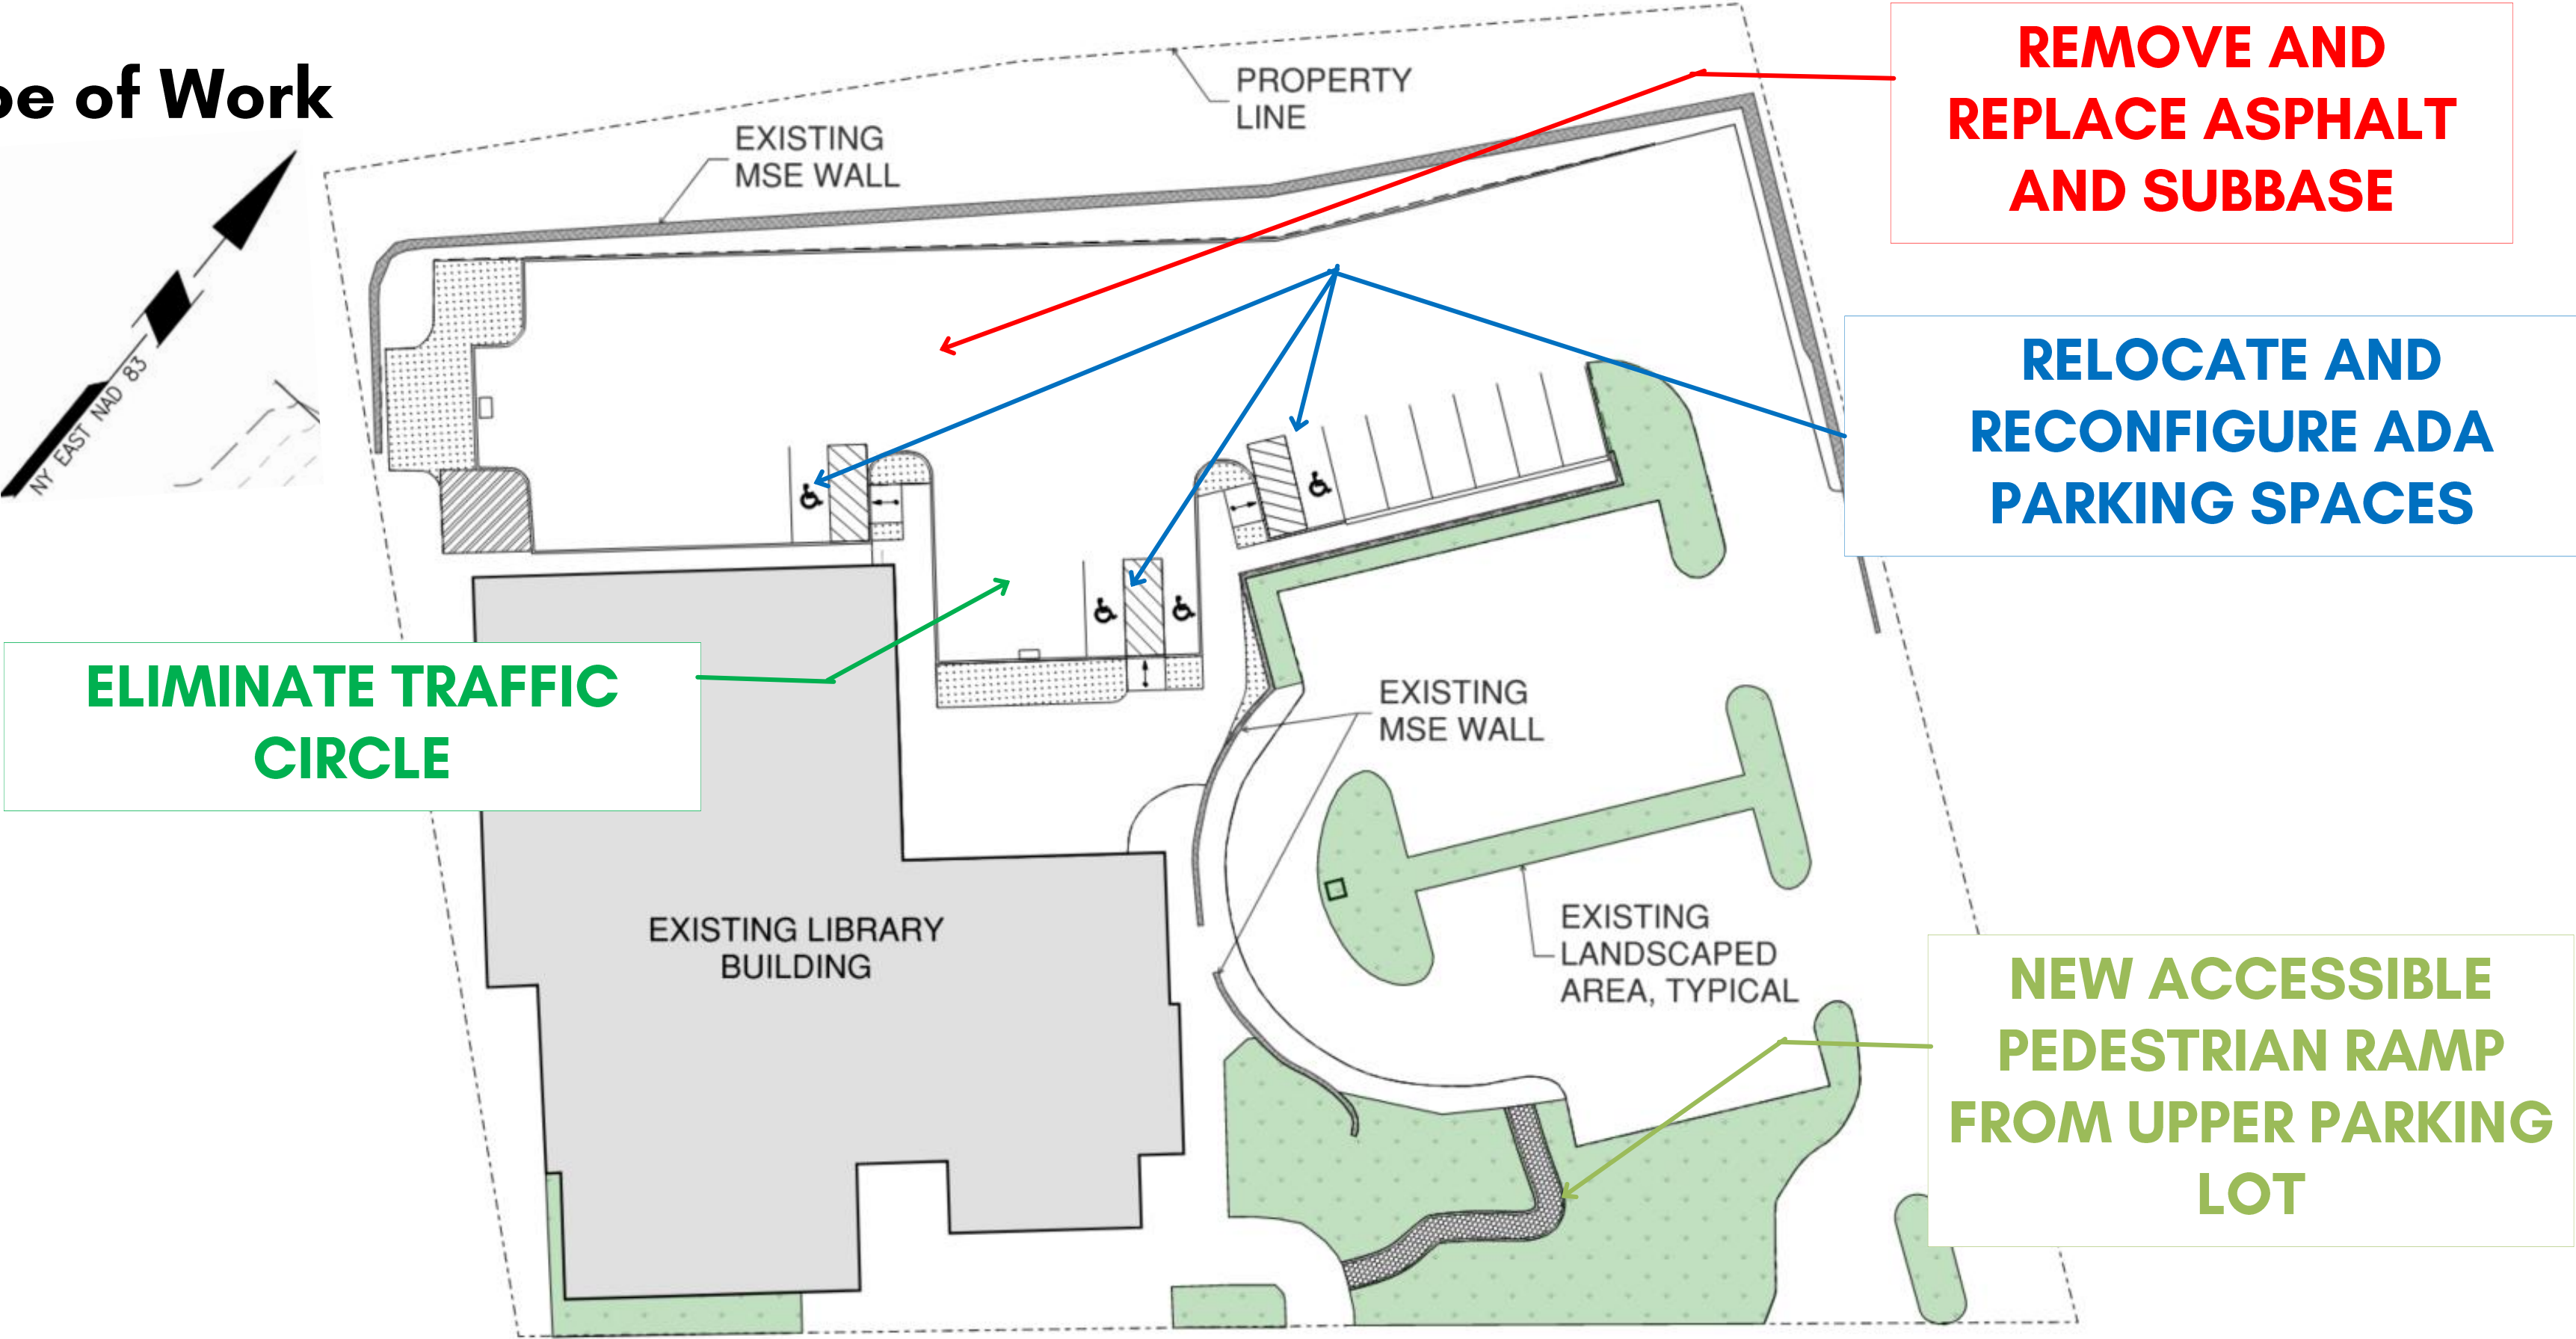 pe of Work
NY EAST NAD 83
PROPERTY
LINE
EXISTING
MSE WALL
REMOVE AND
REPLACE ASPHALT
AND SUBBASE
RELOCATE AND
RECONFIGURE ADA
PARKING SPACES
ELIMINATE TRAFFIC
CIRCLE
EXISTING
MSE WALL
EXISTING LIBRARY
BUILDING
EXISTING
LANDSCAPED
AREA, TYPICAL
NEW ACCESSIBLE
PEDESTRIAN RAMP
FROM UPPER PARKING
LOT